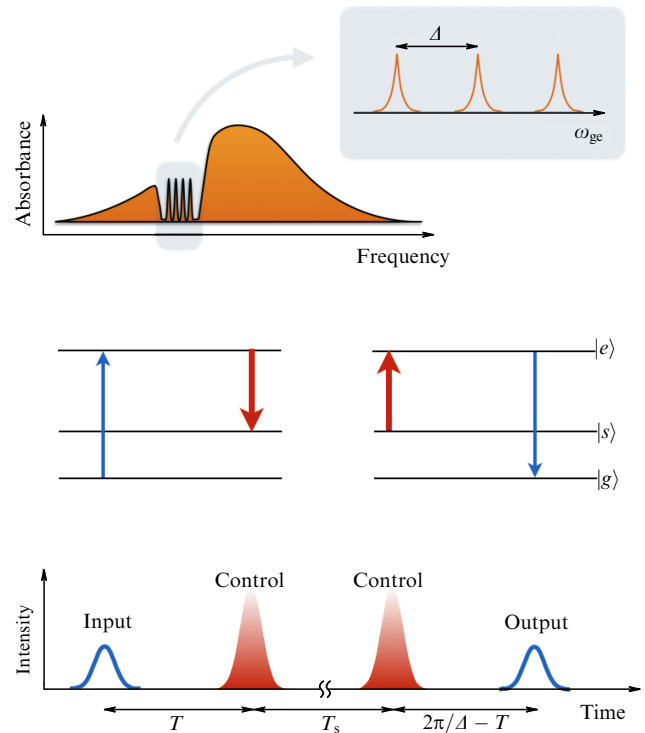 Δ
ω_ge
Absorbance
Frequency
|e⟩
|s⟩
|g⟩
Intensity
Input
Control
Control
Output
Time
T
T_s
2π/Δ − T